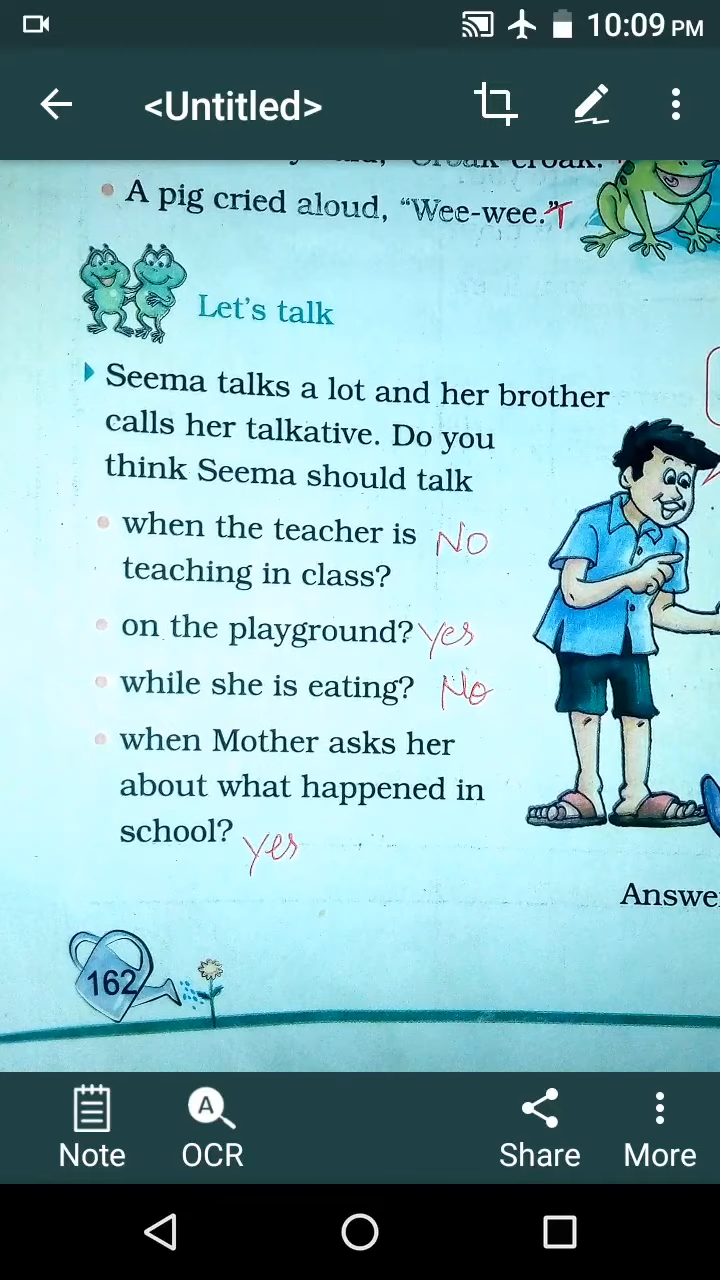 10:09 PM
<Untitled>
croak."
• A pig cried aloud, "Wee-wee." T
Let's talk
Seema talks a lot and her brother
calls her talkative. Do you
think Seema should talk
• when the teacher is NO
teaching in class?
• on the playground? yes
• while she is eating? No
• when Mother asks her
about what happened in
school? yes
162
Note
A
OCR
Share
More